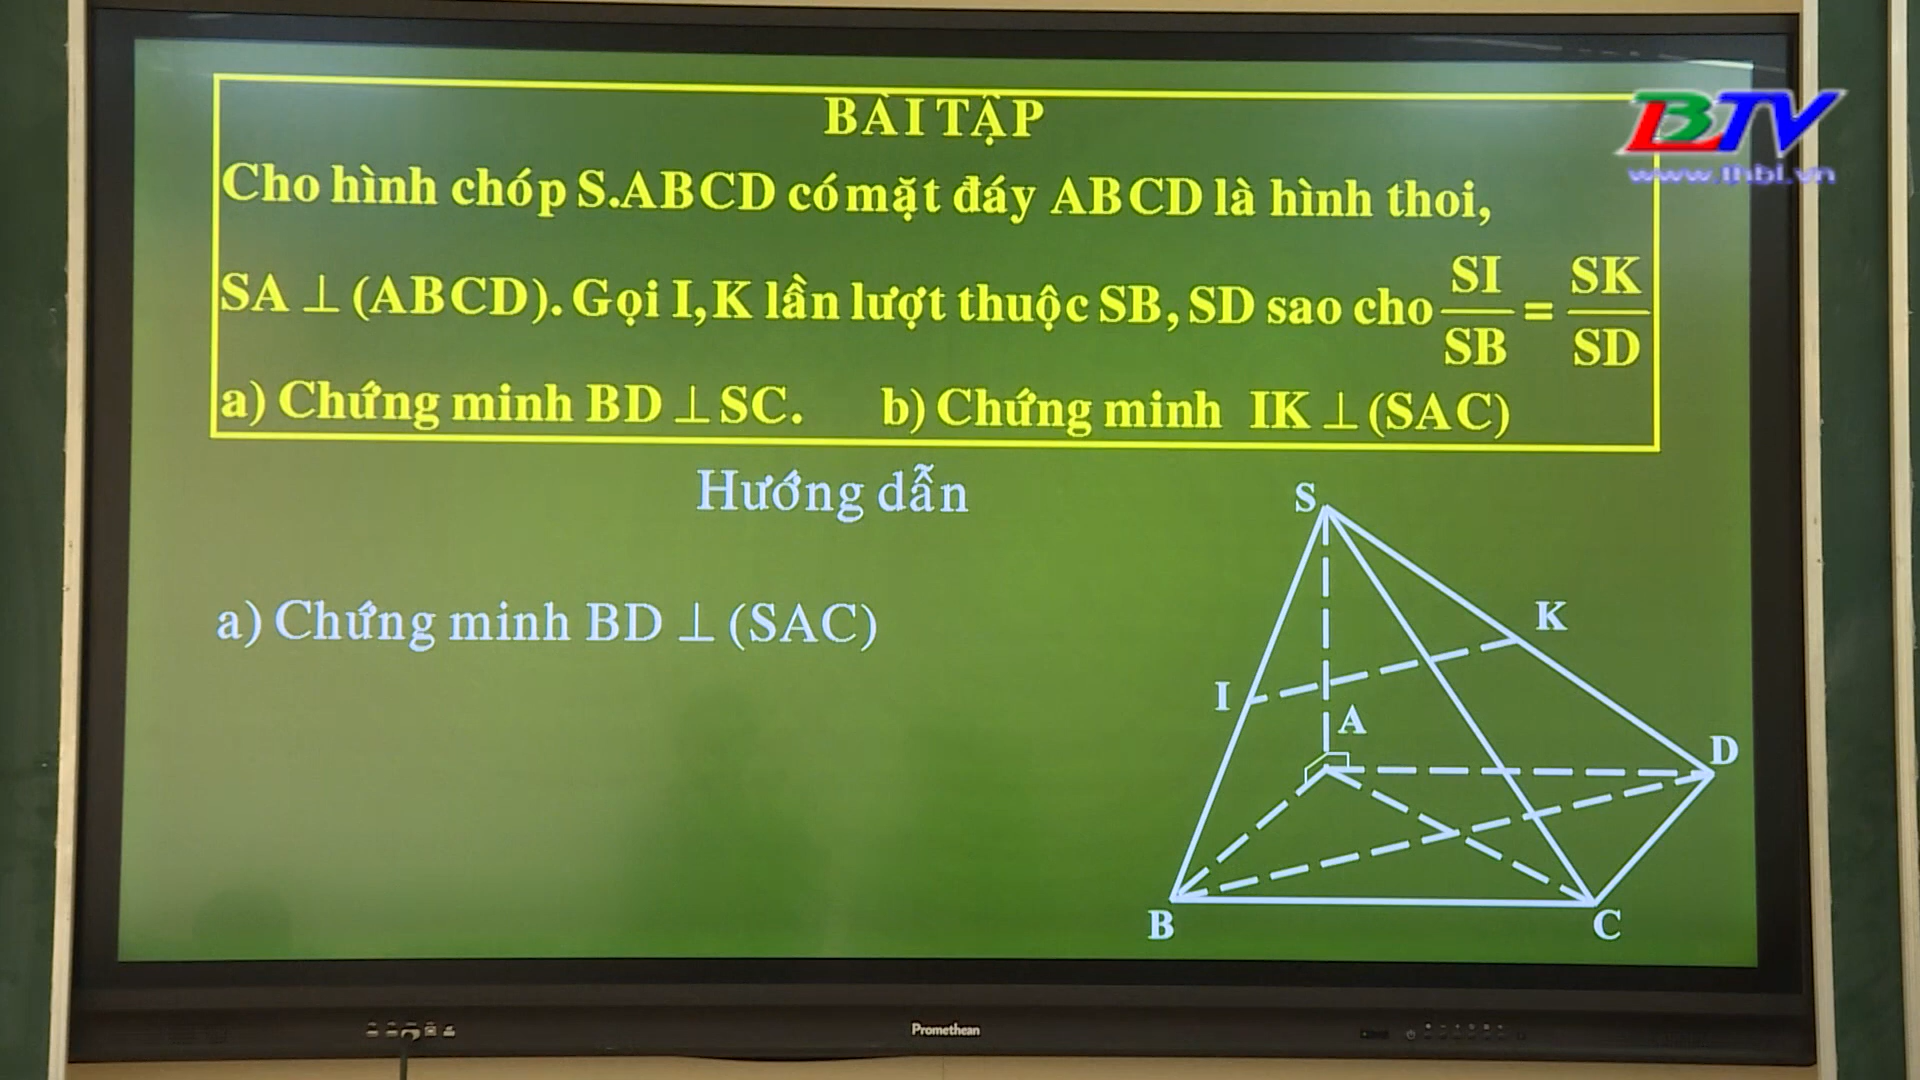 BÀI TẬP
BTV
www.thbl.vn
Cho hình chóp S.ABCD có mặt đáy ABCD là hình thoi,
SA ⊥ (ABCD). Gọi I, K lần lượt thuộc SB, SD sao cho SI/SB = SK/SD
a) Chứng minh BD ⊥ SC. b) Chứng minh IK ⊥ (SAC)
Hướng dẫn
a) Chứng minh BD ⊥ (SAC)
S
K
I
A
D
B
C
Promethean